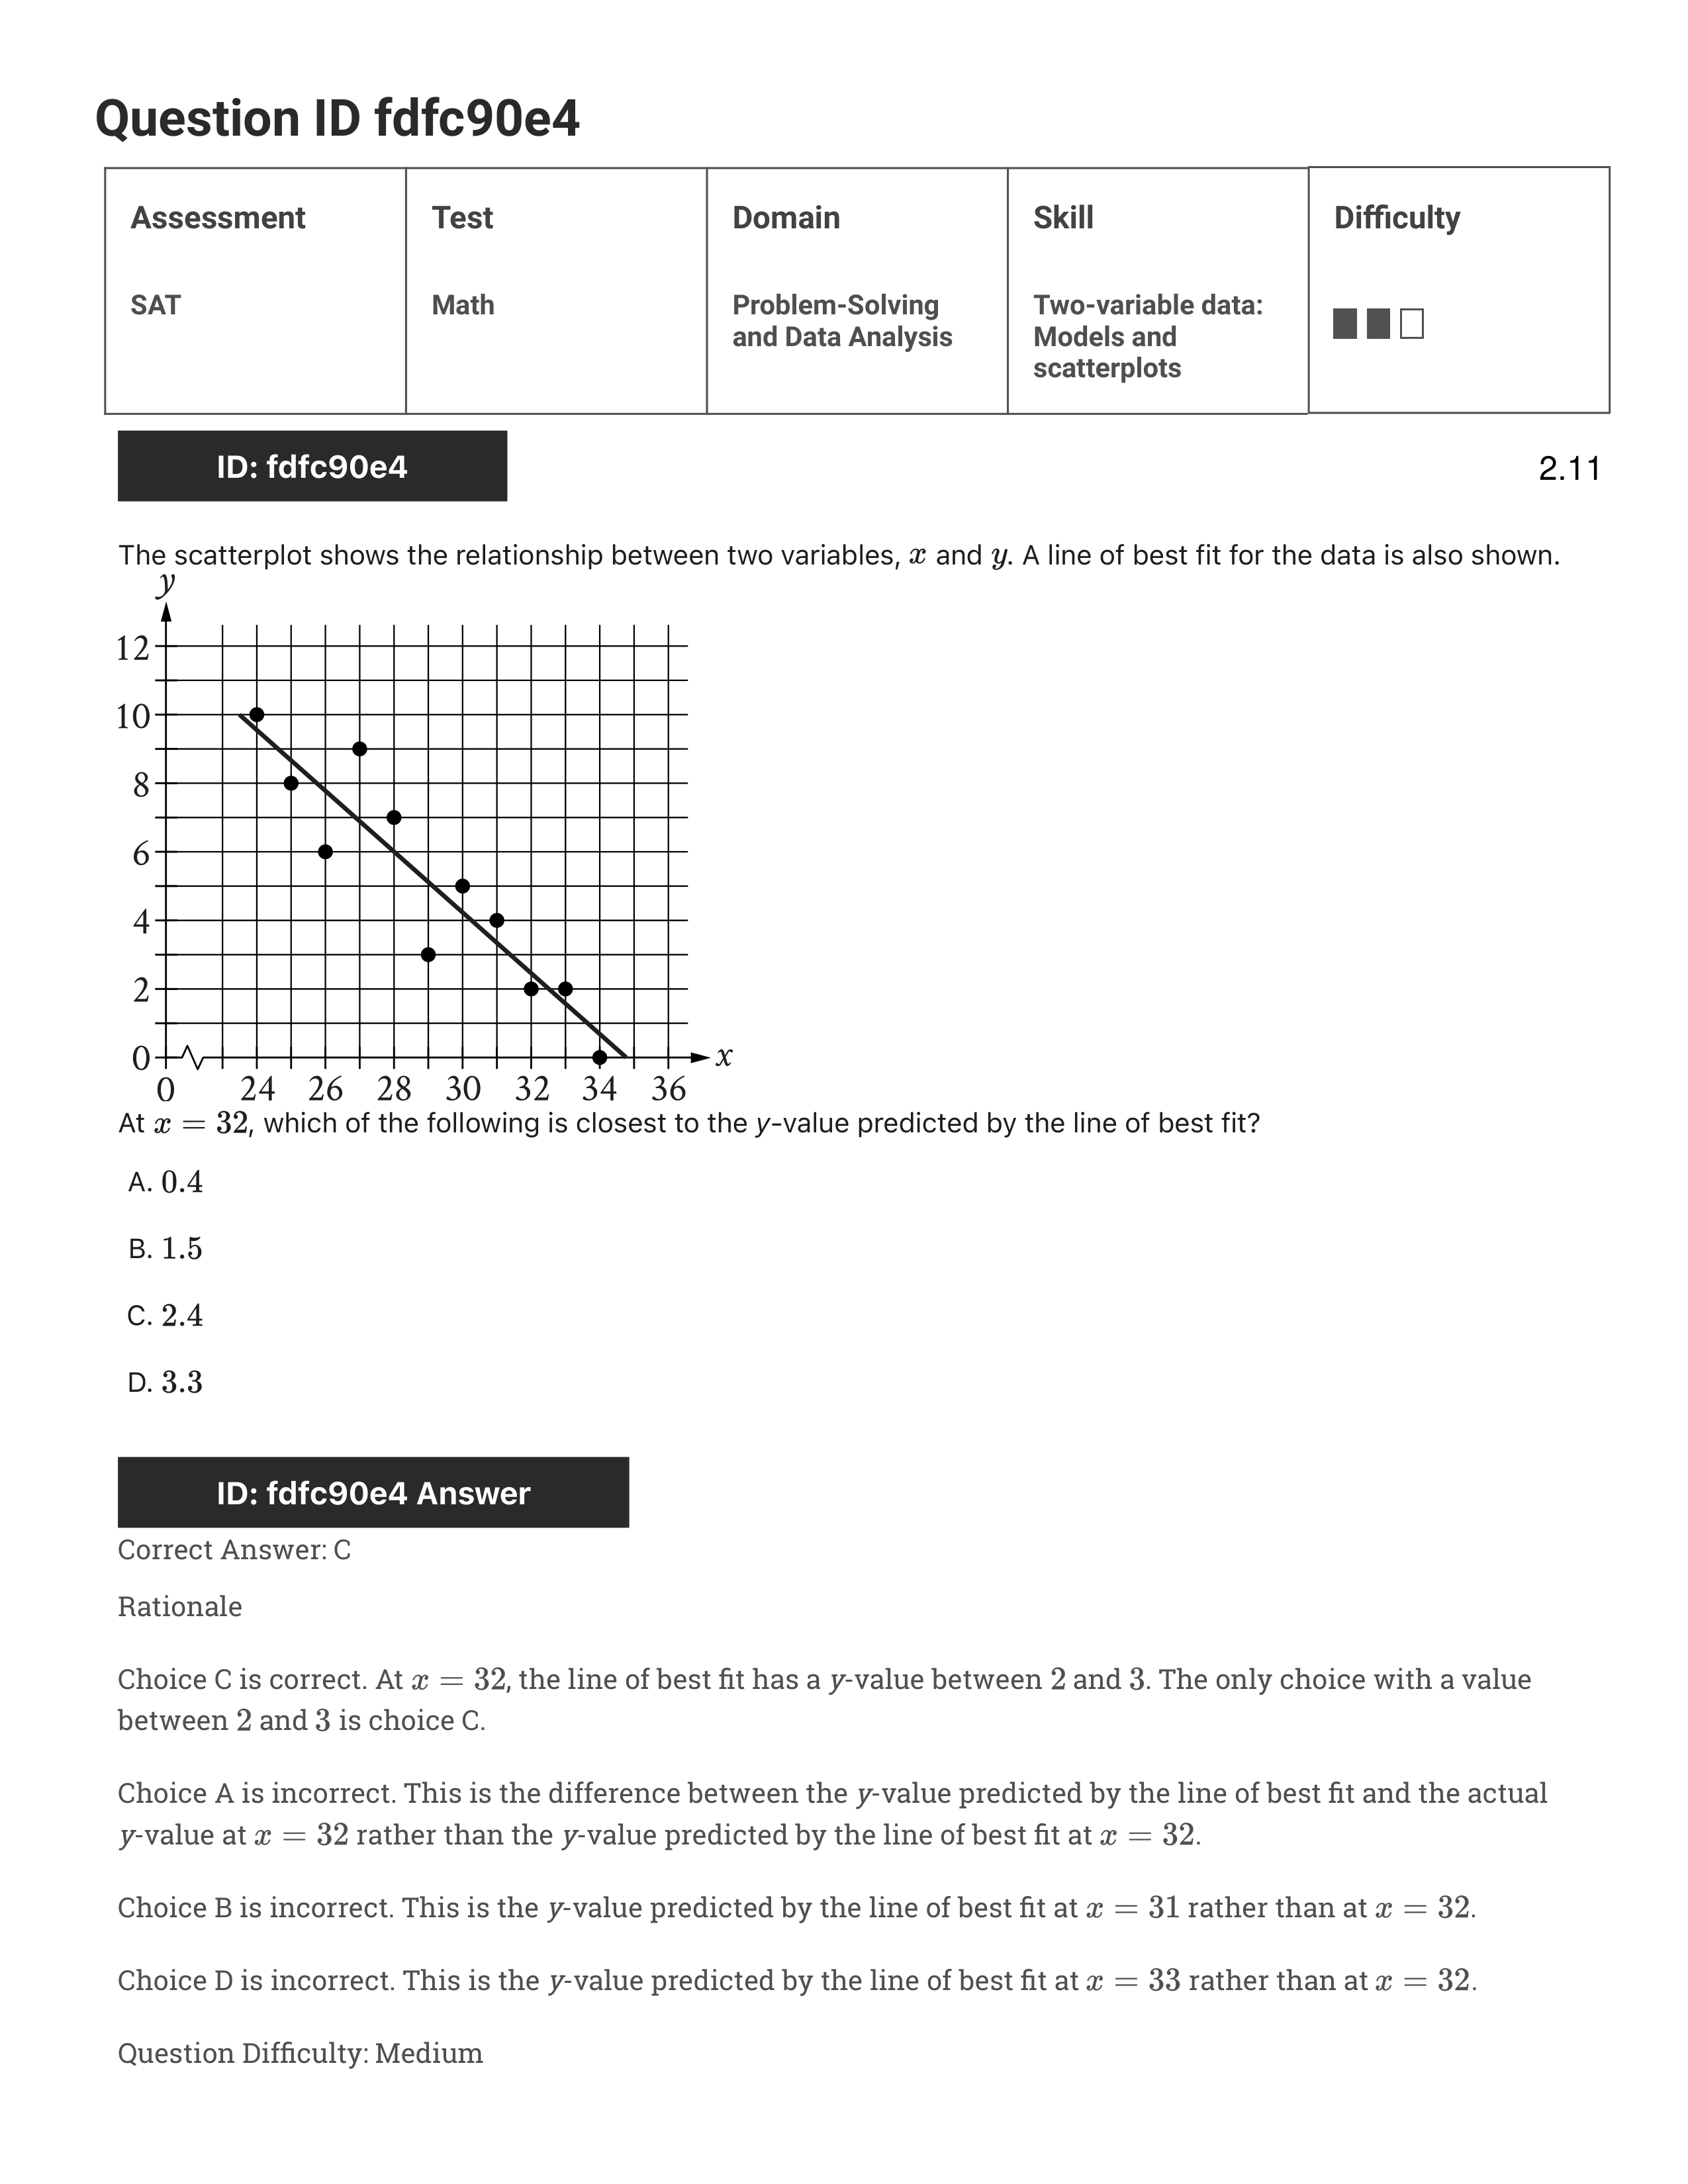 Question ID fdfc90e4
Assessment Test Domain Skill Difficulty
SAT Math Problem-Solving and Data Analysis Two-variable data: Models and scatterplots
ID: fdfc90e4
2.11
The scatterplot shows the relationship between two variables, x and y. A line of best fit for the data is also shown.
y
12
10
8
6
4
2
0
x
0 24 26 28 30 32 34 36
At x = 32, which of the following is closest to the y-value predicted by the line of best fit?
A. 0.4
B. 1.5
C. 2.4
D. 3.3
ID: fdfc90e4 Answer
Correct Answer: C
Rationale
Choice C is correct. At x = 32, the line of best fit has a y-value between 2 and 3. The only choice with a value
between 2 and 3 is choice C.
Choice A is incorrect. This is the difference between the y-value predicted by the line of best fit and the actual
y-value at x = 32 rather than the y-value predicted by the line of best fit at x = 32.
Choice B is incorrect. This is the y-value predicted by the line of best fit at x = 31 rather than at x = 32.
Choice D is incorrect. This is the y-value predicted by the line of best fit at x = 33 rather than at x = 32.
Question Difficulty: Medium